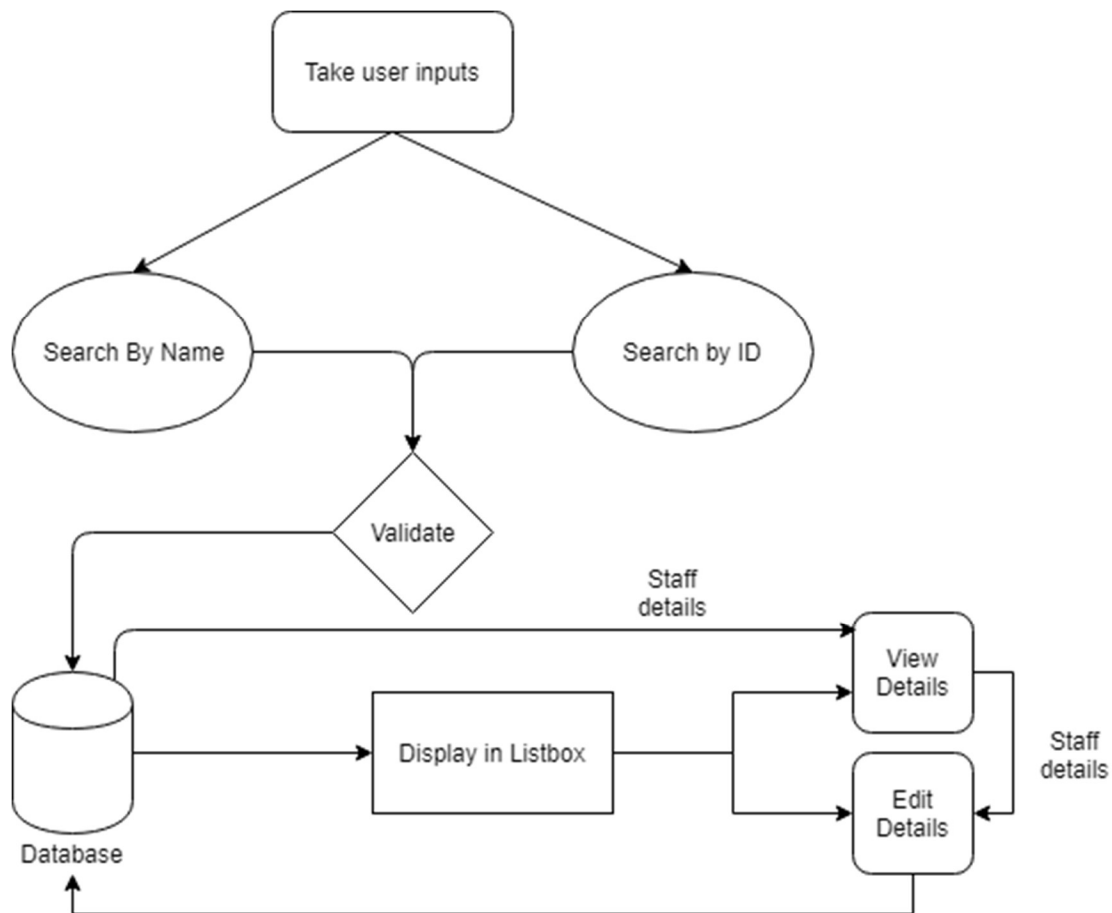 Take user inputs
Search By Name
Search by ID
Validate
Staff
details
View
Details
Display in Listbox
Staff
details
Edit
Details
Database